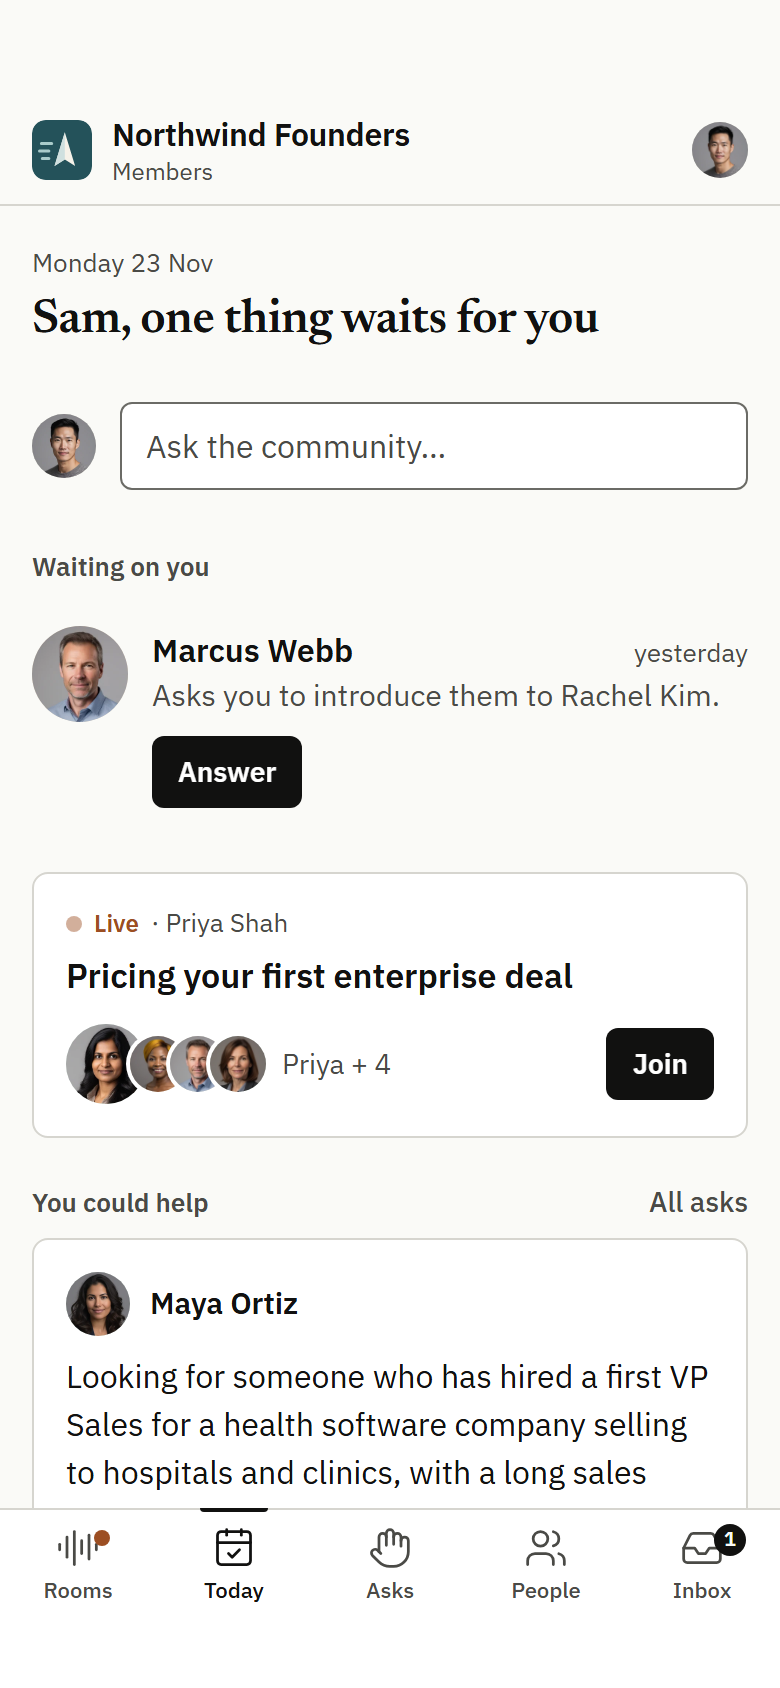 Northwind Founders
Members
Monday 23 Nov
Sam, one thing waits for you
Ask the community...
Waiting on you
Marcus Webb
yesterday
Asks you to introduce them to Rachel Kim.
Answer
Live · Priya Shah
Pricing your first enterprise deal
Priya + 4
Join
You could help
All asks
Maya Ortiz
Looking for someone who has hired a first VP
Sales for a health software company selling
to hospitals and clinics, with a long sales
1
Rooms
Today
Asks
People
Inbox